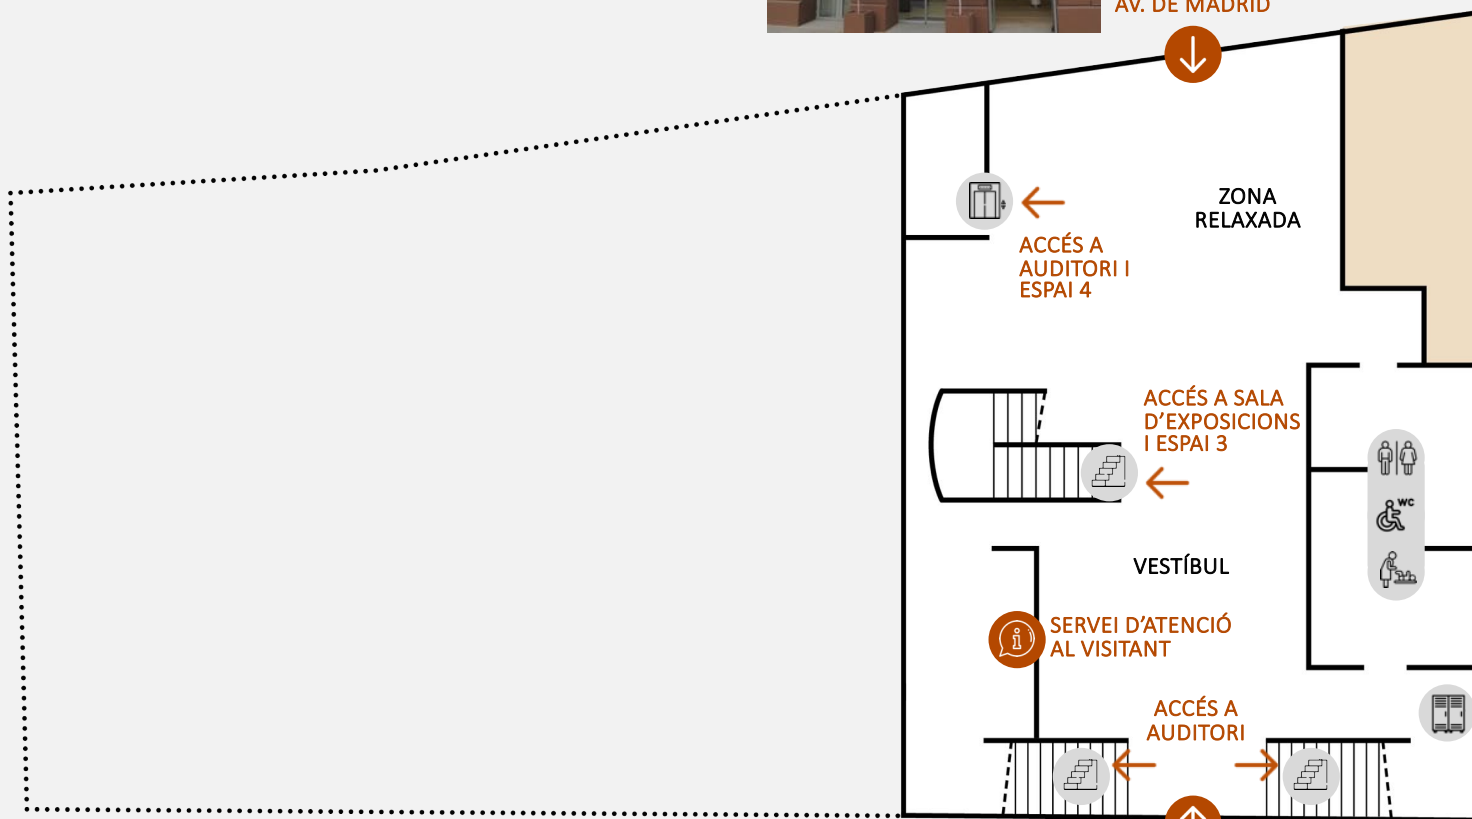 AV. DE MADRID
ZONA
RELAXADA
ACCÉS A
AUDITORI I
ESPAI 4
ACCÉS A SALA
D’EXPOSICIONS
I ESPAI 3
WC
VESTÍBUL
SERVEI D’ATENCIÓ
AL VISITANT
ACCÉS A
AUDITORI